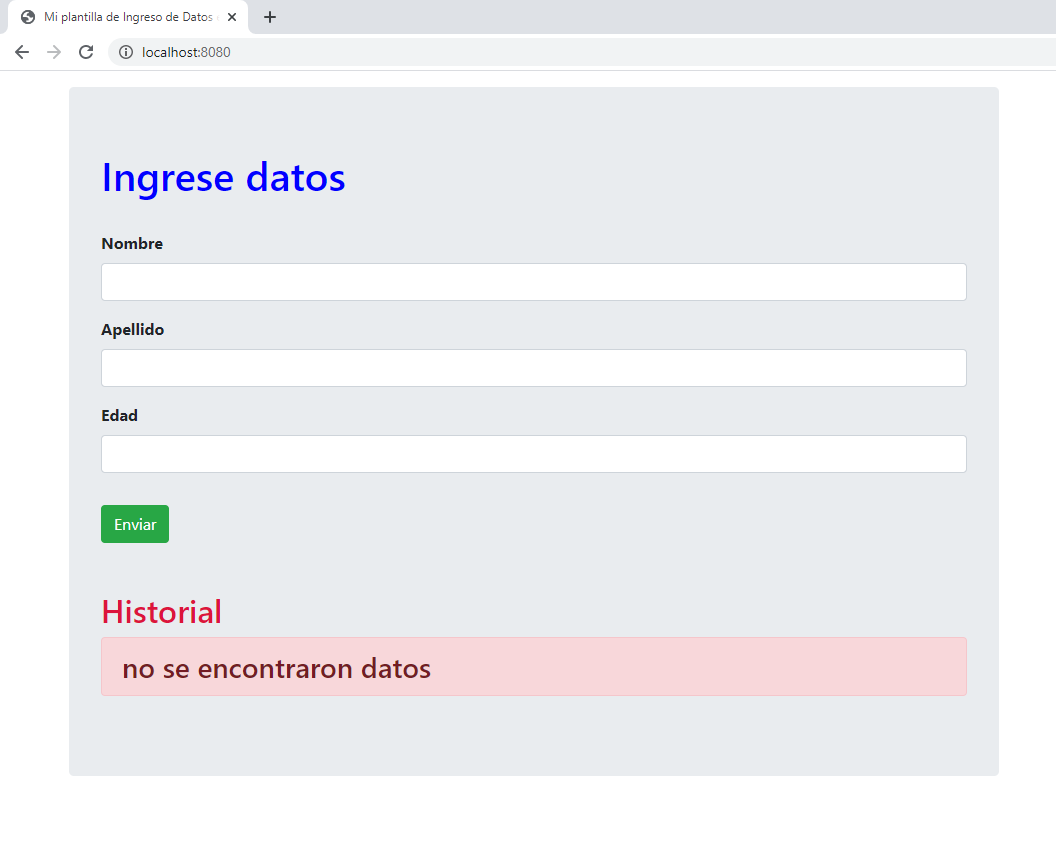 Mi plantilla de Ingreso de Datos
localhost:8080
Ingrese datos
Nombre
Apellido
Edad
Enviar
Historial
no se encontraron datos